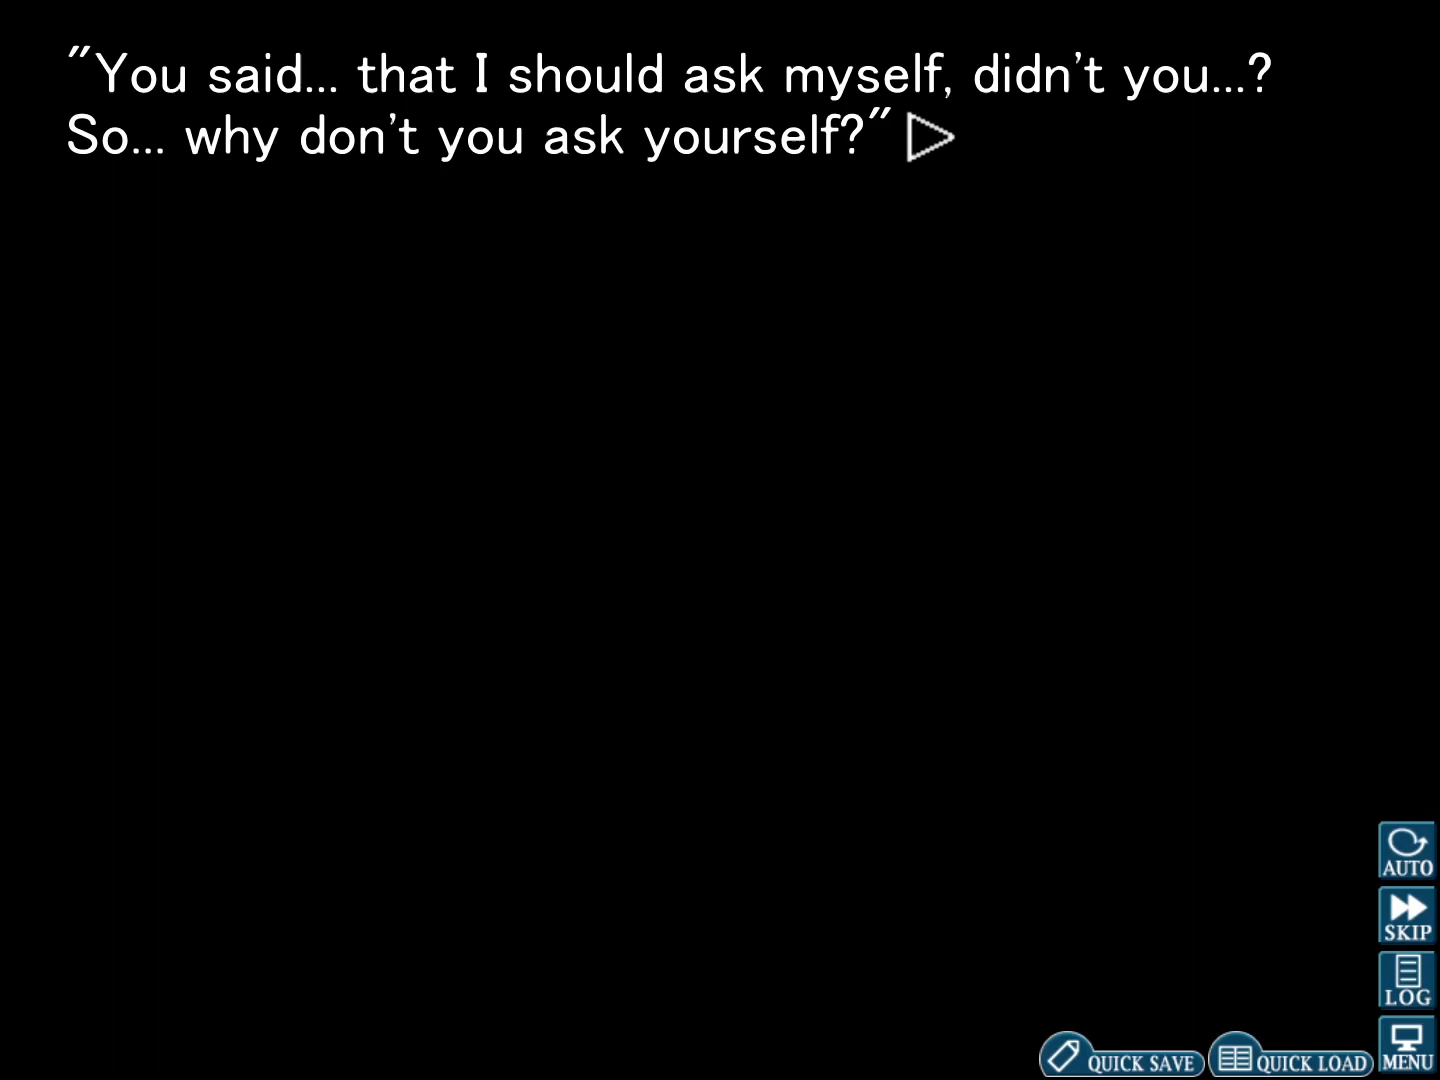 "You said... that I should ask myself, didn't you...?
So... why don't you ask yourself?"
AUTO
SKIP
LOG
QUICK SAVE
QUICK LOAD
MENU